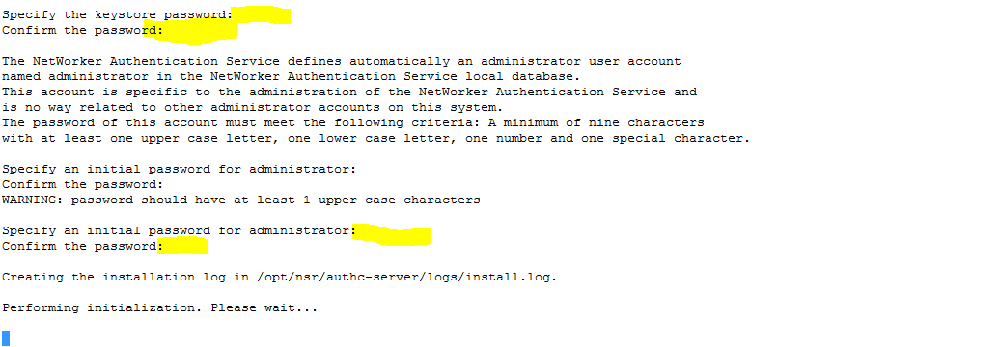 Specify the keystore password:
Confirm the password:
The NetWorker Authentication Service defines automatically an administrator user account
named administrator in the NetWorker Authentication Service local database.
This account is specific to the administration of the NetWorker Authentication Service and
is no way related to other administrator accounts on this system.
The password of this account must meet the following criteria: A minimum of nine characters
with at least one upper case letter, one lower case letter, one number and one special character.
Specify an initial password for administrator:
Confirm the password:
WARNING: password should have at least 1 upper case characters
Specify an initial password for administrator:
Confirm the password:
Creating the installation log in /opt/nsr/authc-server/logs/install.log.
Performing initialization. Please wait...